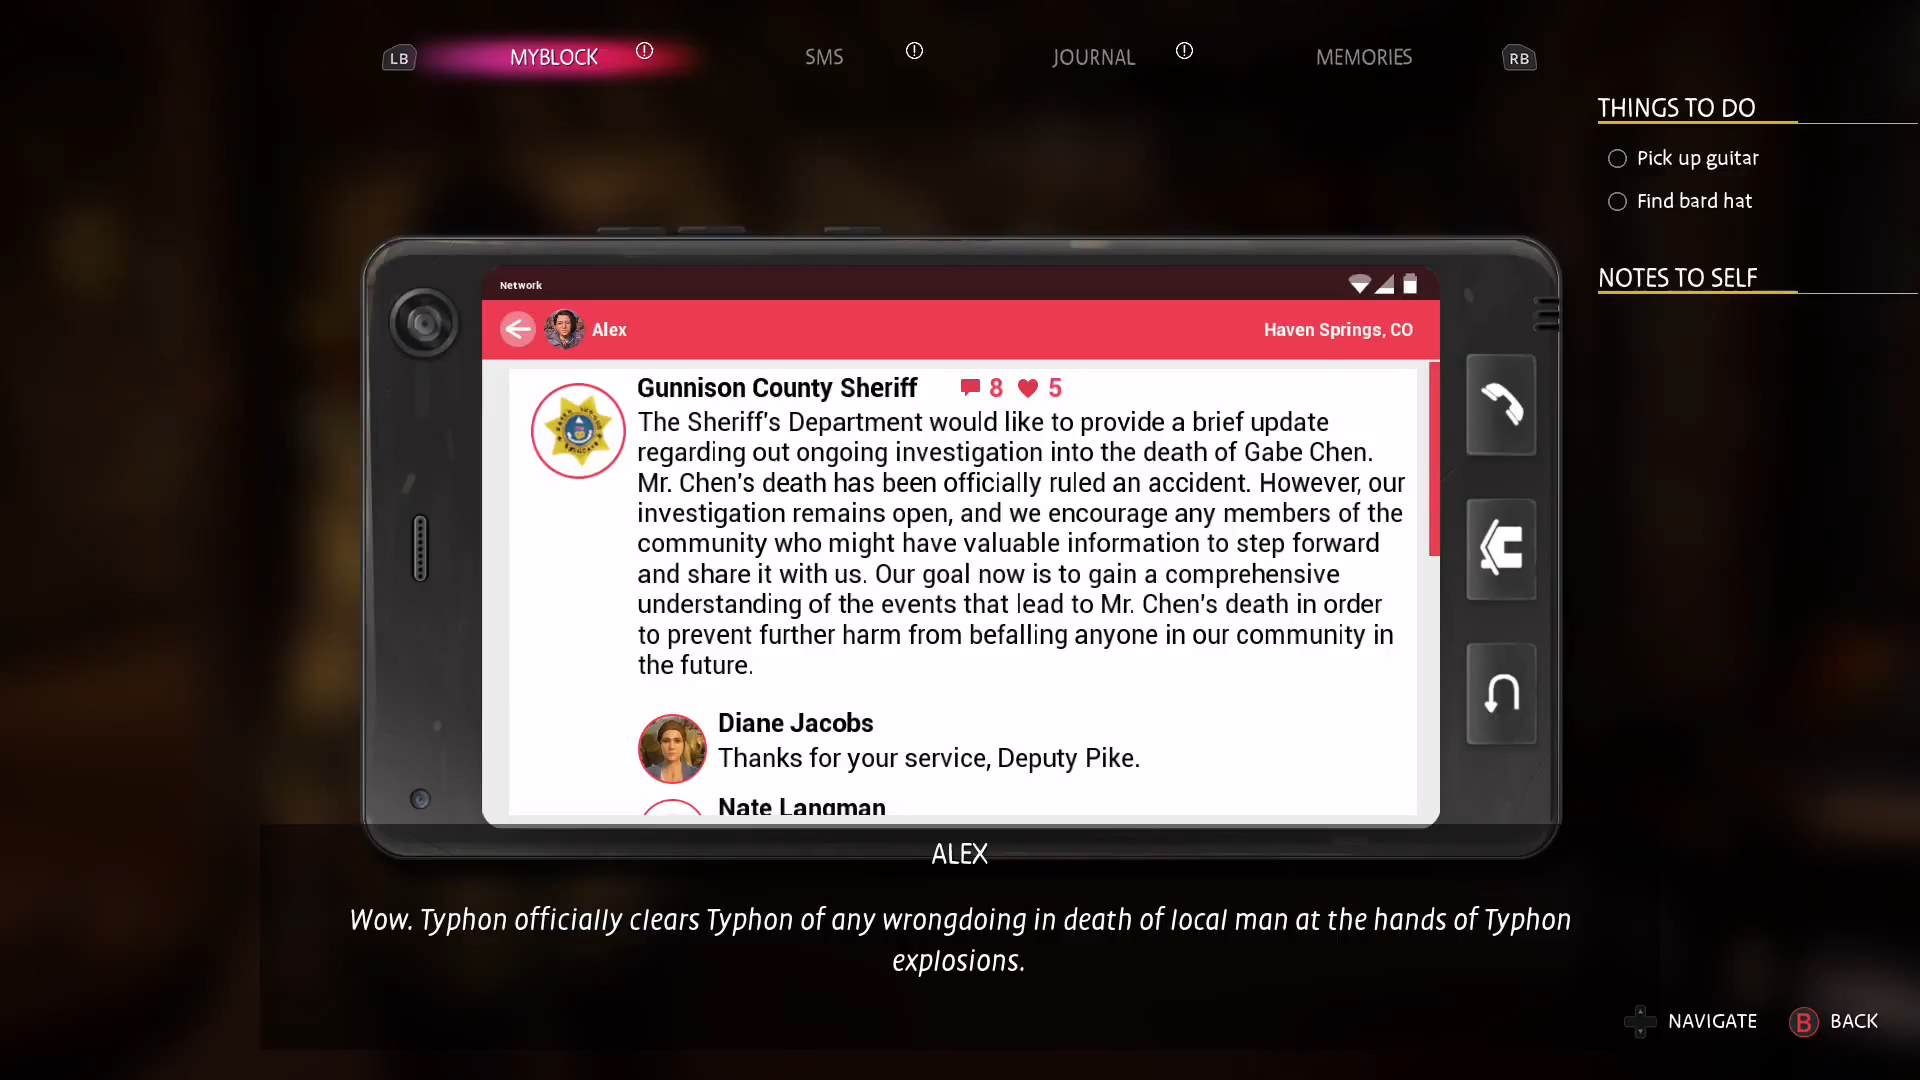 LB
MYBLOCK
SMS
JOURNAL
MEMORIES
RB
THINGS TO DO
Pick up guitar
Find bard hat
NOTES TO SELF
Network
Alex
Haven Springs, CO
Gunnison County Sheriff 8 5
The Sheriff's Department would like to provide a brief update
regarding out ongoing investigation into the death of Gabe Chen.
Mr. Chen's death has been officially ruled an accident. However, our
investigation remains open, and we encourage any members of the
community who might have valuable information to step forward
and share it with us. Our goal now is to gain a comprehensive
understanding of the events that lead to Mr. Chen's death in order
to prevent further harm from befalling anyone in our community in
the future.
Diane Jacobs
Thanks for your service, Deputy Pike.
Nate Langman
ALEX
Wow. Typhon officially clears Typhon of any wrongdoing in death of local man at the hands of Typhon
explosions.
NAVIGATE
B BACK